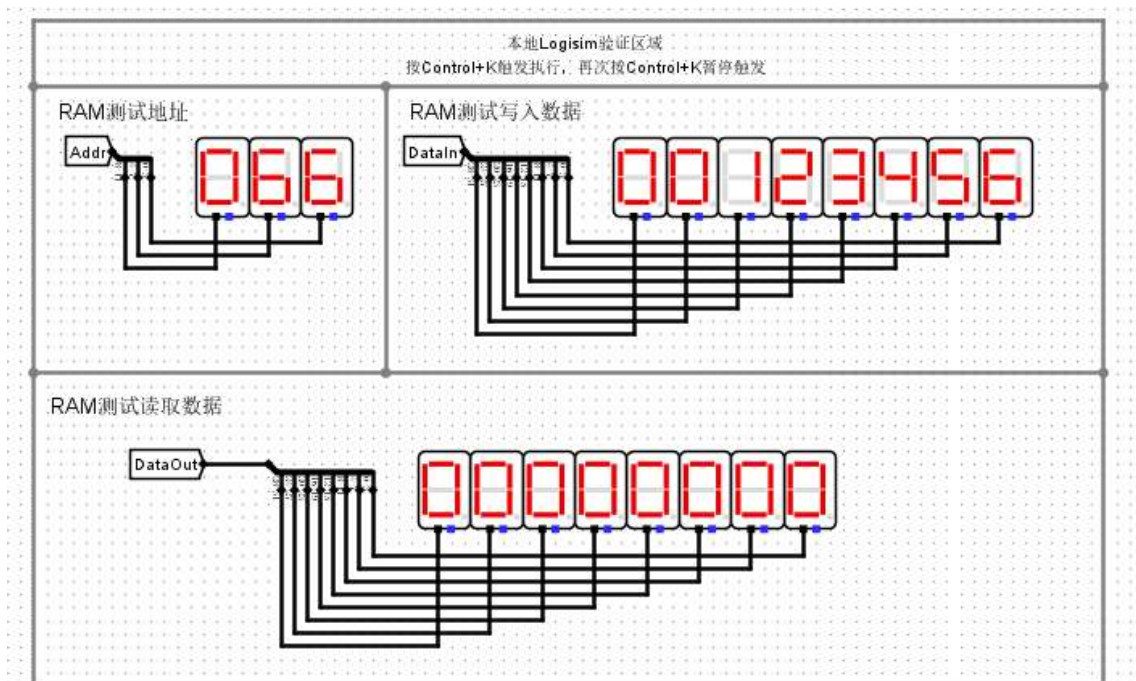 本地Logisim验证区域
按Control+K触发执行，再次按Control+K暂停触发
RAM测试地址
Addr
066
RAM测试写入数据
DataIn
00123456
RAM测试读取数据
DataOut
00000000